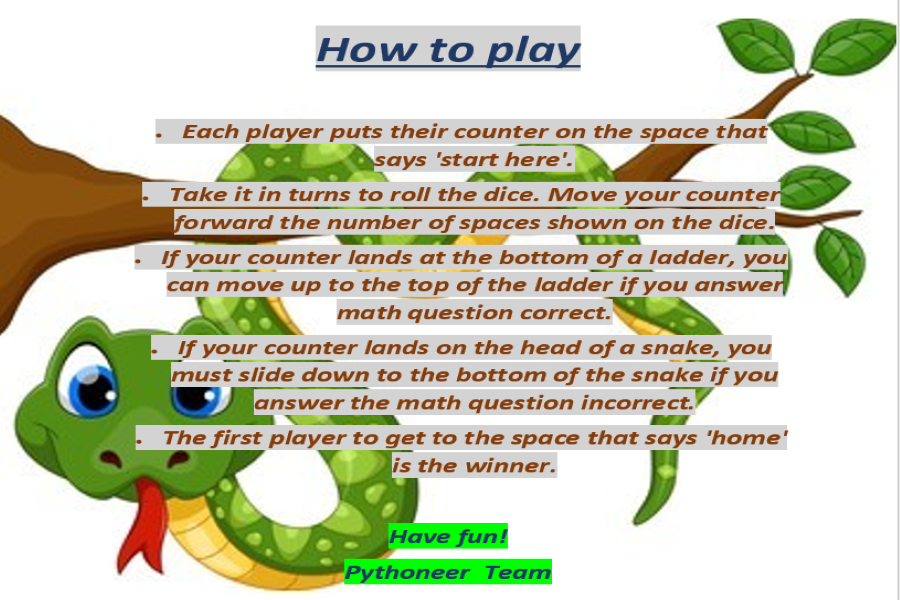 How to play
• Each player puts their counter on the space that
says 'start here'.
• Take it in turns to roll the dice. Move your counter
forward the number of spaces shown on the dice.
• If your counter lands at the bottom of a ladder, you
can move up to the top of the ladder if you answer
math question correct.
• If your counter lands on the head of a snake, you
must slide down to the bottom of the snake if you
answer the math question incorrect.
• The first player to get to the space that says 'home'
is the winner.
Have fun!
Pythoneer Team